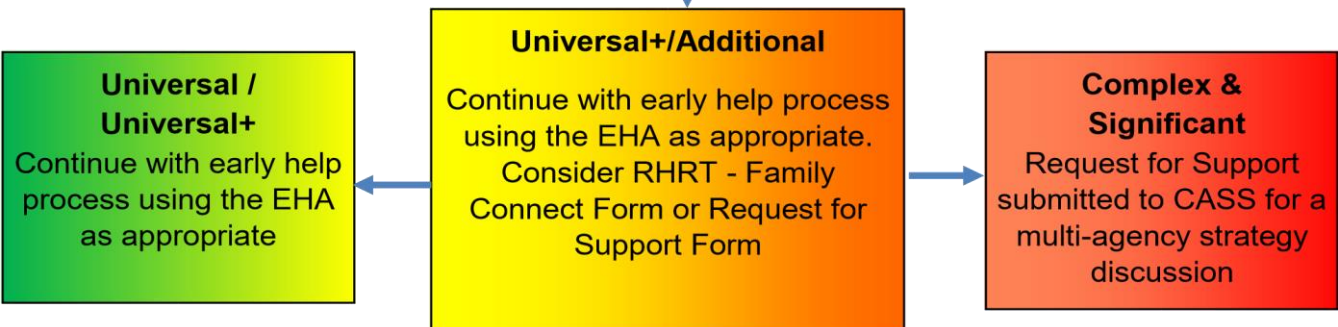 Universal /
Universal+
Continue with early help
process using the EHA
as appropriate
Universal+/Additional
Continue with early help process
using the EHA as appropriate.
Consider RHRT - Family
Connect Form or Request for
Support Form
Complex &
Significant
Request for Support
submitted to CASS for a
multi-agency strategy
discussion